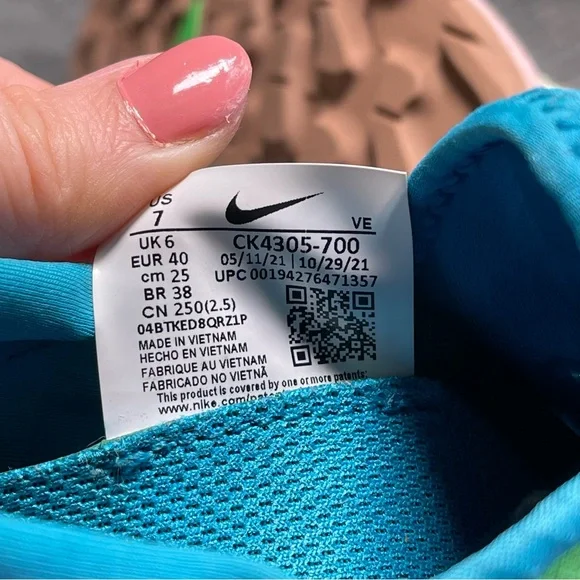 US
7
VE
UK 6
CK4305-700
EUR 40
05/11/21 | 10/29/21
cm 25
UPC 00194276471357
BR 38
CN 250(2.5)
04BTKED8QRZ1P
MADE IN VIETNAM
HECHO EN VIETNAM
FABRIQUE AU VIETNAM
FABRICADO NO VIETNÃ
This product is covered by one or more patents
www.nike.com/